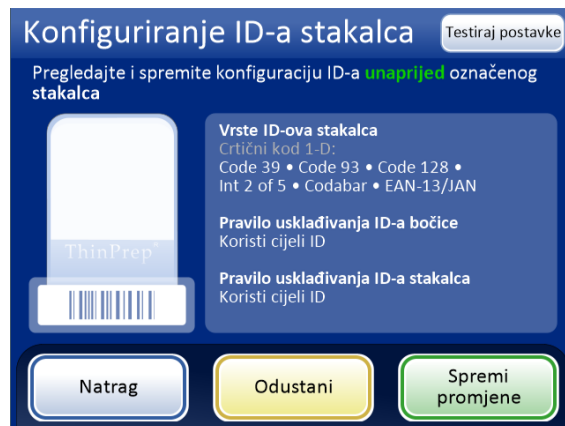 Konfiguriranje ID-a stakalca
Testiraj postavke
Pregledajte i spremite konfiguraciju ID-a unaprijed označenog
stakalca
Vrste ID-ova stakalca
Crtični kod 1-D:
Code 39 • Code 93 • Code 128 •
Int 2 of 5 • Codabar • EAN-13/JAN
Pravilo usklađivanja ID-a bočice
Koristi cijeli ID
Pravilo usklađivanja ID-a stakalca
Koristi cijeli ID
ThinPrep®
Natrag
Odustani
Spremi
promjene